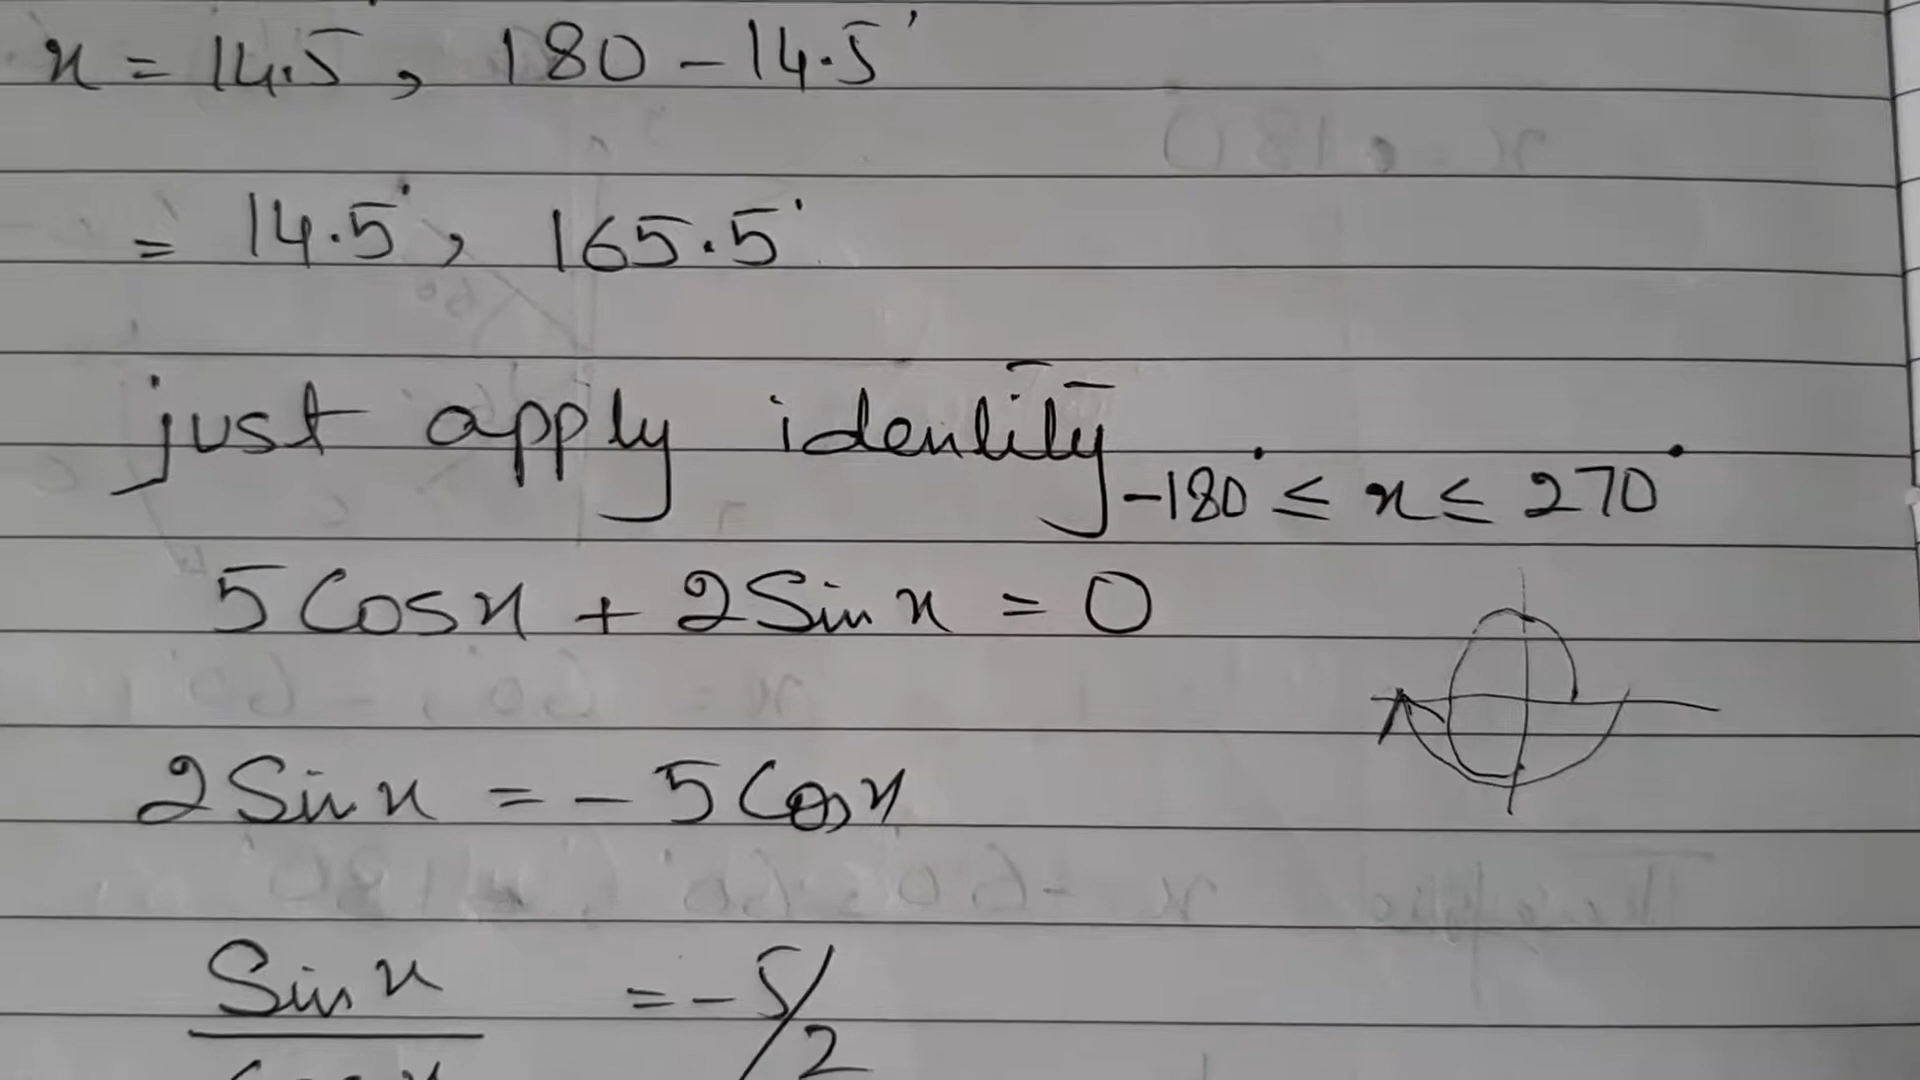 x = 14.5, 180 - 14.5°
= 14.5°, 165.5°
just apply identity -180° ≤ x ≤ 270°
5 Cos x + 2 Sin x = 0
2 Sin x = - 5 Cos x
Sin x = - 5/2
Cos x